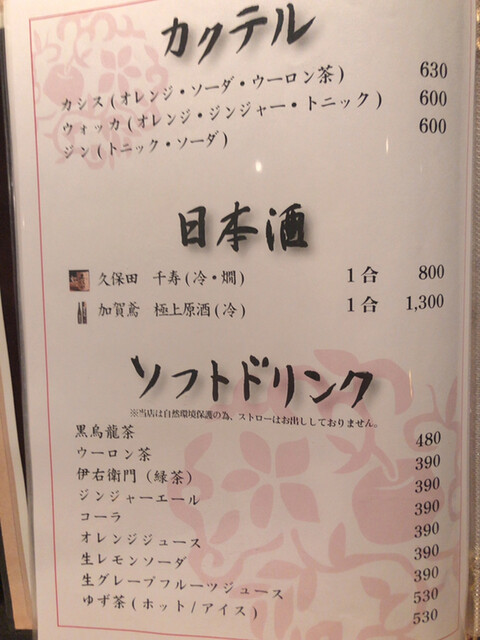 カクテル
カシス(オレンジ・ソーダ・ウーロン茶) 630
ウォッカ(オレンジ・ジンジャー・トニック) 600
ジン(トニック・ソーダ) 600
日本酒
久保田 千寿(冷・燗) 1合 800
加賀鳶 極上原酒(冷) 1合 1,300
ソフトドリンク
※当店は自然環境保護の為、ストローはお出ししておりません。
黒烏龍茶 480
ウーロン茶 390
伊右衛門(緑茶) 390
ジンジャーエール 390
コーラ 390
オレンジジュース 390
生レモンソーダ 390
生グレープフルーツジュース 530
ゆず茶(ホット/アイス) 530